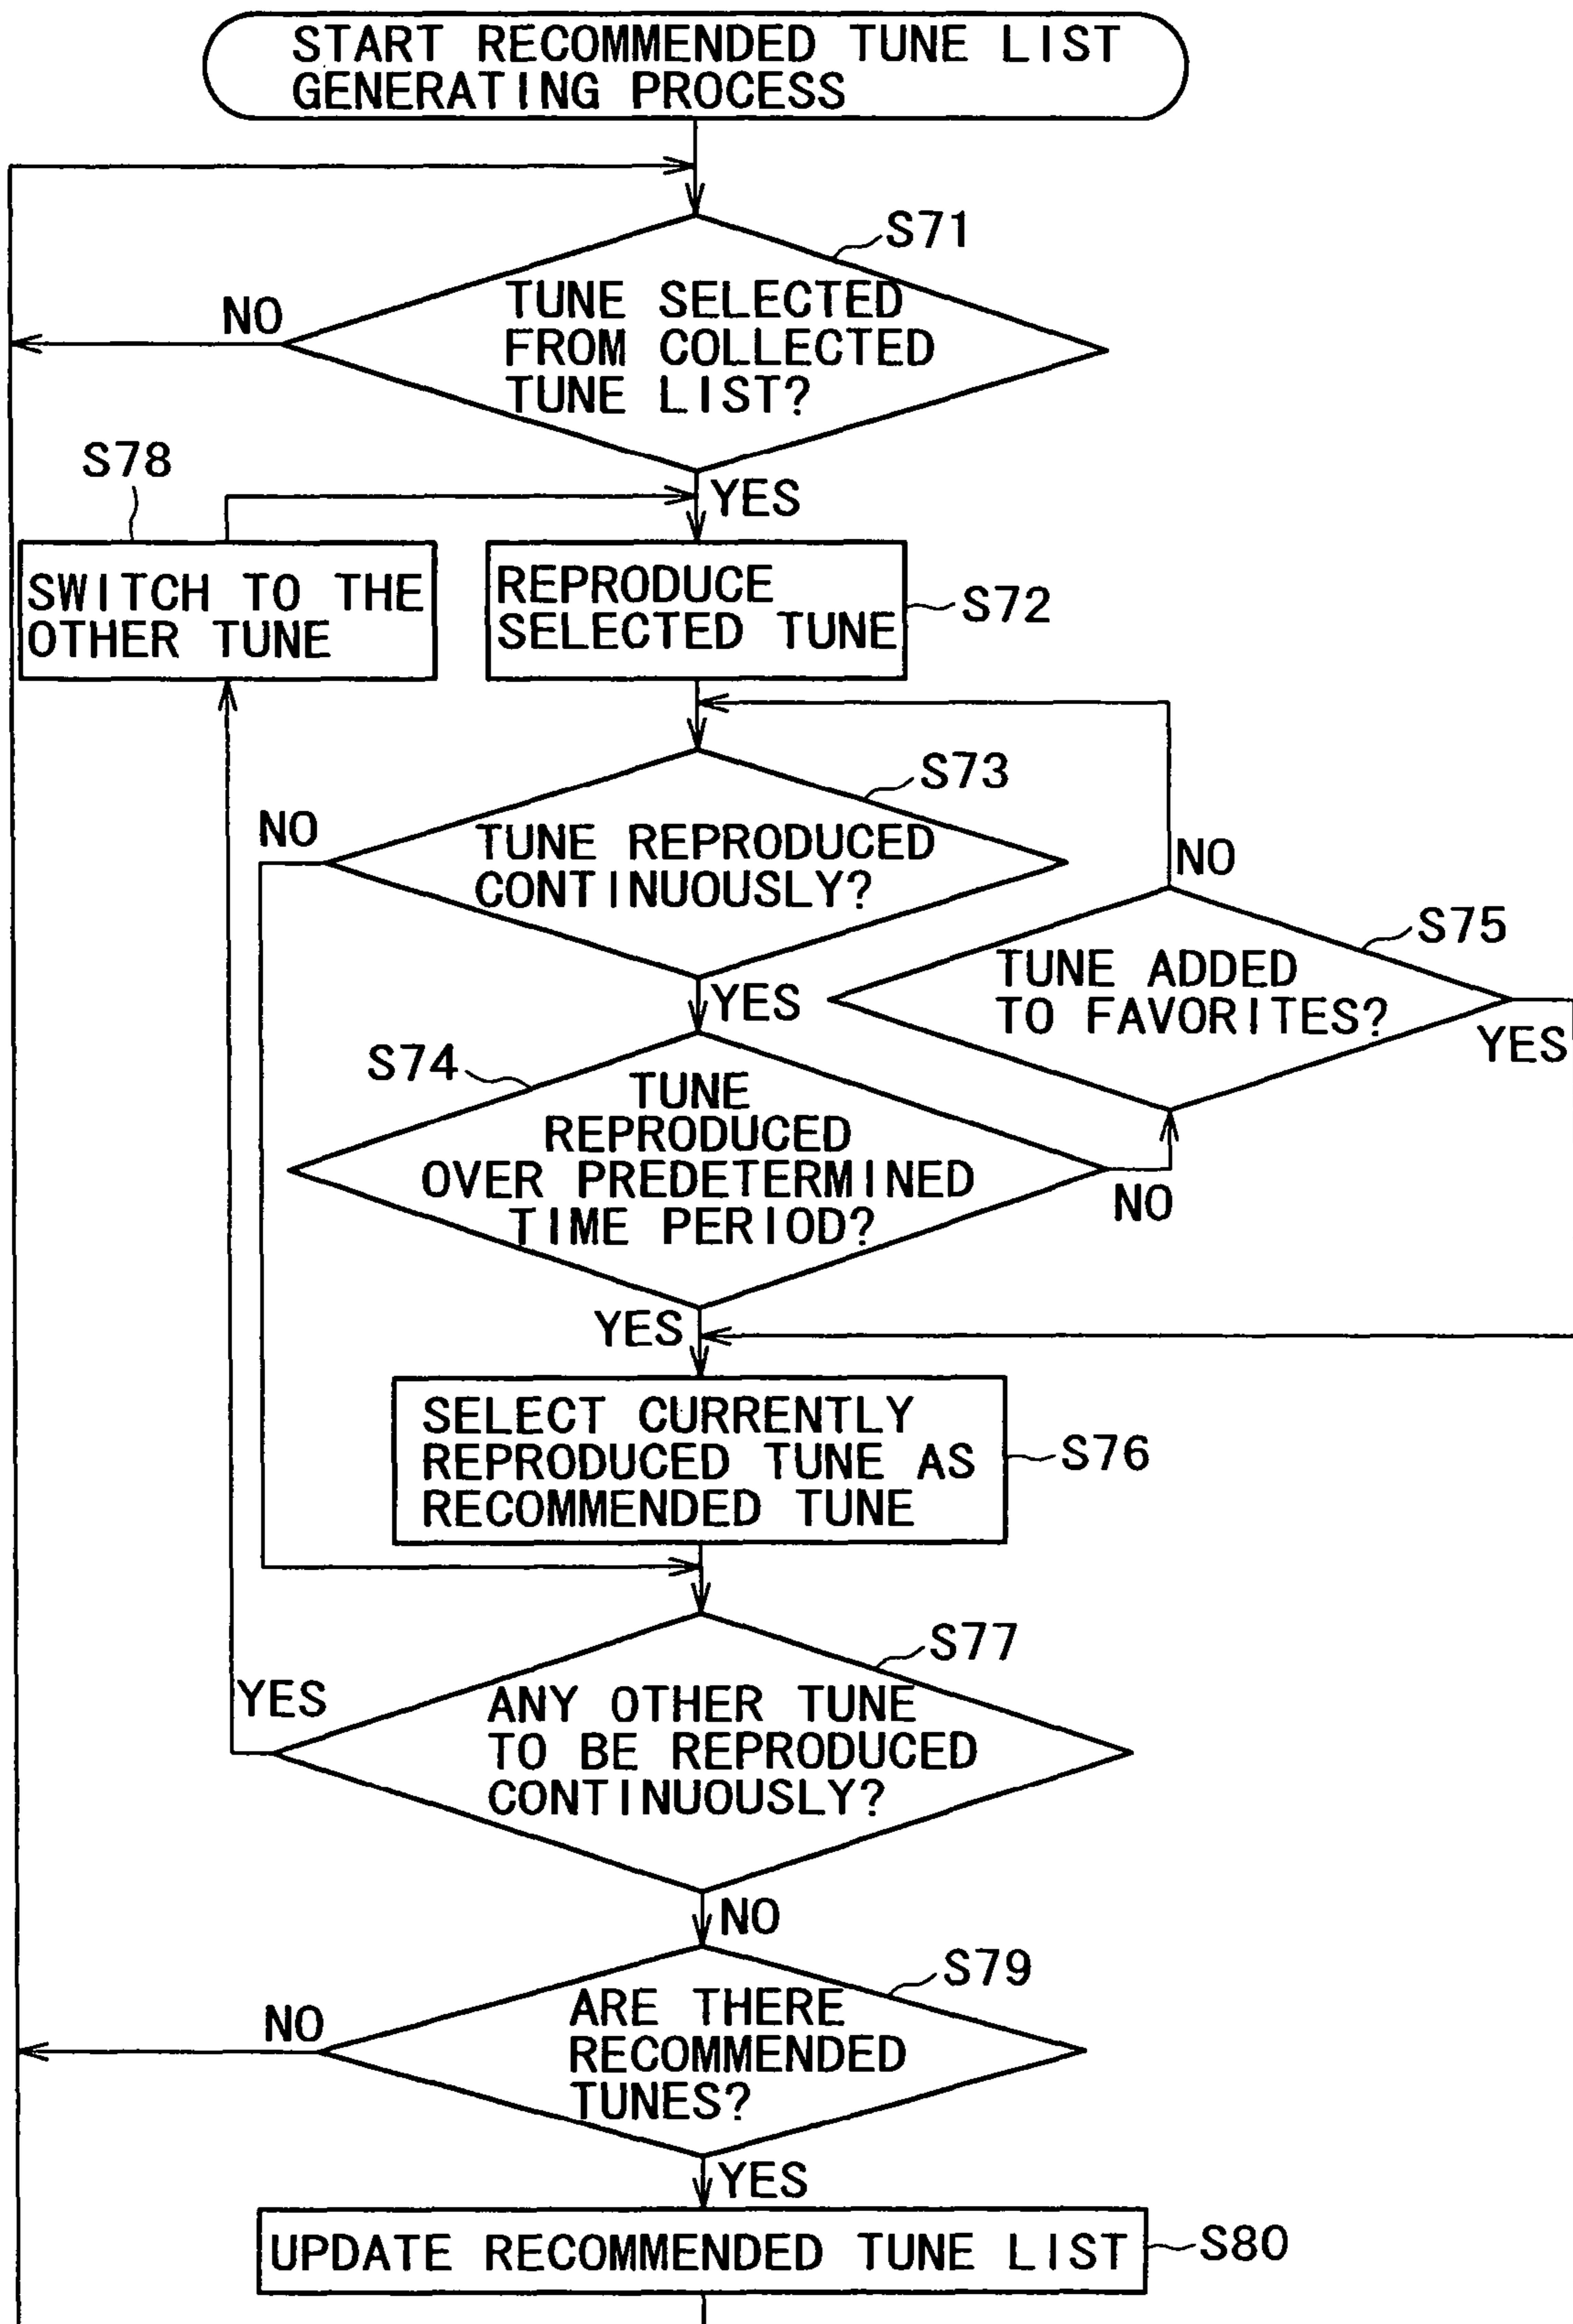 START RECOMMENDED TUNE LIST
GENERATING PROCESS
S71
TUNE SELECTED
FROM COLLECTED
TUNE LIST?
NO
YES
S78
SWITCH TO THE
OTHER TUNE
REPRODUCE
SELECTED TUNE
S72
S73
TUNE REPRODUCED
CONTINUOUSLY?
NO
YES
NO
S75
TUNE ADDED
TO FAVORITES?
YES
S74
TUNE
REPRODUCED
OVER PREDETERMINED
TIME PERIOD?
NO
YES
SELECT CURRENTLY
REPRODUCED TUNE AS
RECOMMENDED TUNE
S76
S77
YES
ANY OTHER TUNE
TO BE REPRODUCED
CONTINUOUSLY?
NO
S79
NO
ARE THERE
RECOMMENDED
TUNES?
YES
UPDATE RECOMMENDED TUNE LIST
S80